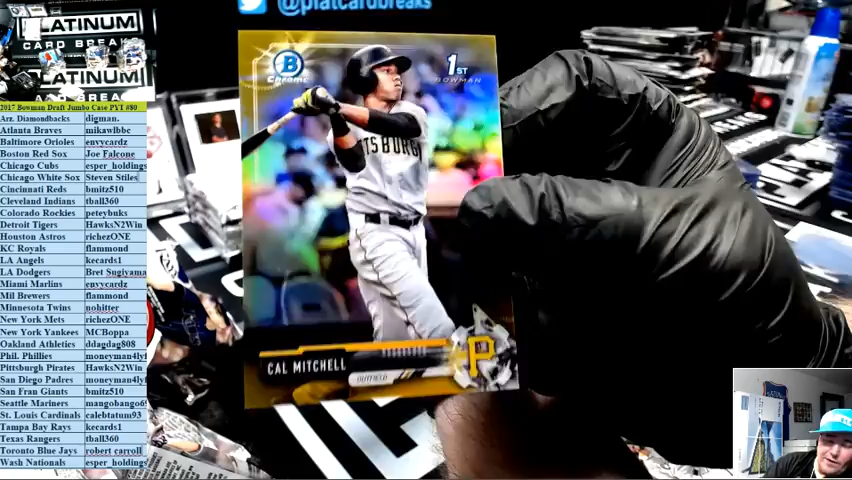 @platcardbreaks
PLATINUM
CARD BREAKS
PLATINUM
2017 Bowman Draft Jumbo Case PYT #80
Arz. Diamondbacks digman.
Atlanta Braves mikawlbbc
Baltimore Orioles envycardz
Boston Red Sox Joe Falcone
Chicago Cubs esper_holdings
Chicago White Sox Steven Stiles
Cincinnati Reds bmitz510
Cleveland Indians tball360
Colorado Rockies peteybuks
Detroit Tigers HawksN2Win
Houston Astros richezONE
KC Royals flammond
LA Angels kecards1
LA Dodgers Bret Sugiyama
Miami Marlins envycardz
Mil Brewers flammond
Minnesota Twins nohitter
New York Mets richezONE
New York Yankees MCBoppa
Oakland Athletics ddagdag808
Phil. Phillies moneyman4lyf
Pittsburgh Pirates HawksN2Win
San Diego Padres moneyman4lyf
San Fran Giants bmitz510
Seattle Mariners mangobango6
St. Louis Cardinals calebtatum93
Tampa Bay Rays kecards1
Texas Rangers tball360
Toronto Blue Jays robert carroll
Wash Nationals esper_holdings
B
Chrome
1ST
BOWMAN
TSBURG
CAL MITCHELL
OUTFIELD
P